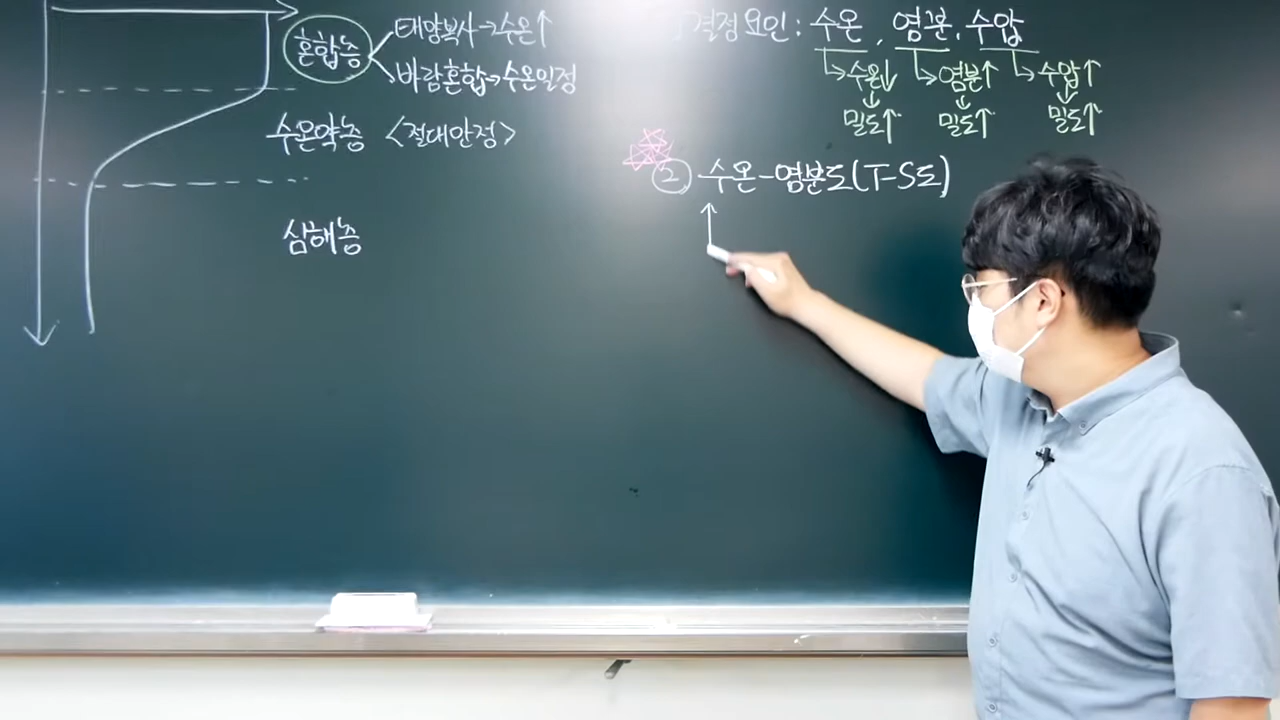 혼합층
태양복사→수온↑
바람혼합→수온일정
수온약층 <절대안정>
심해층
결정요인: 수온, 염분, 수압
수온↓ 염분↑ 수압↑
밀도↑ 밀도↑ 밀도↑
② 수온-염분도(T-S도)